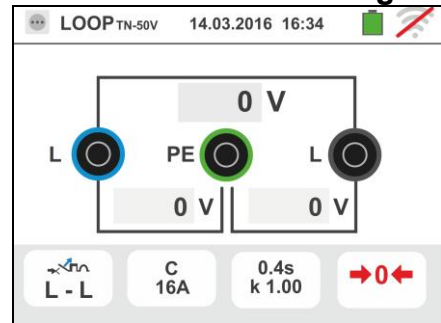 LOOP TN-50V 14.03.2016 16:34
0 V
L PE L
0 V 0 V
L - L
C
16A
0.4s
k 1.00
0